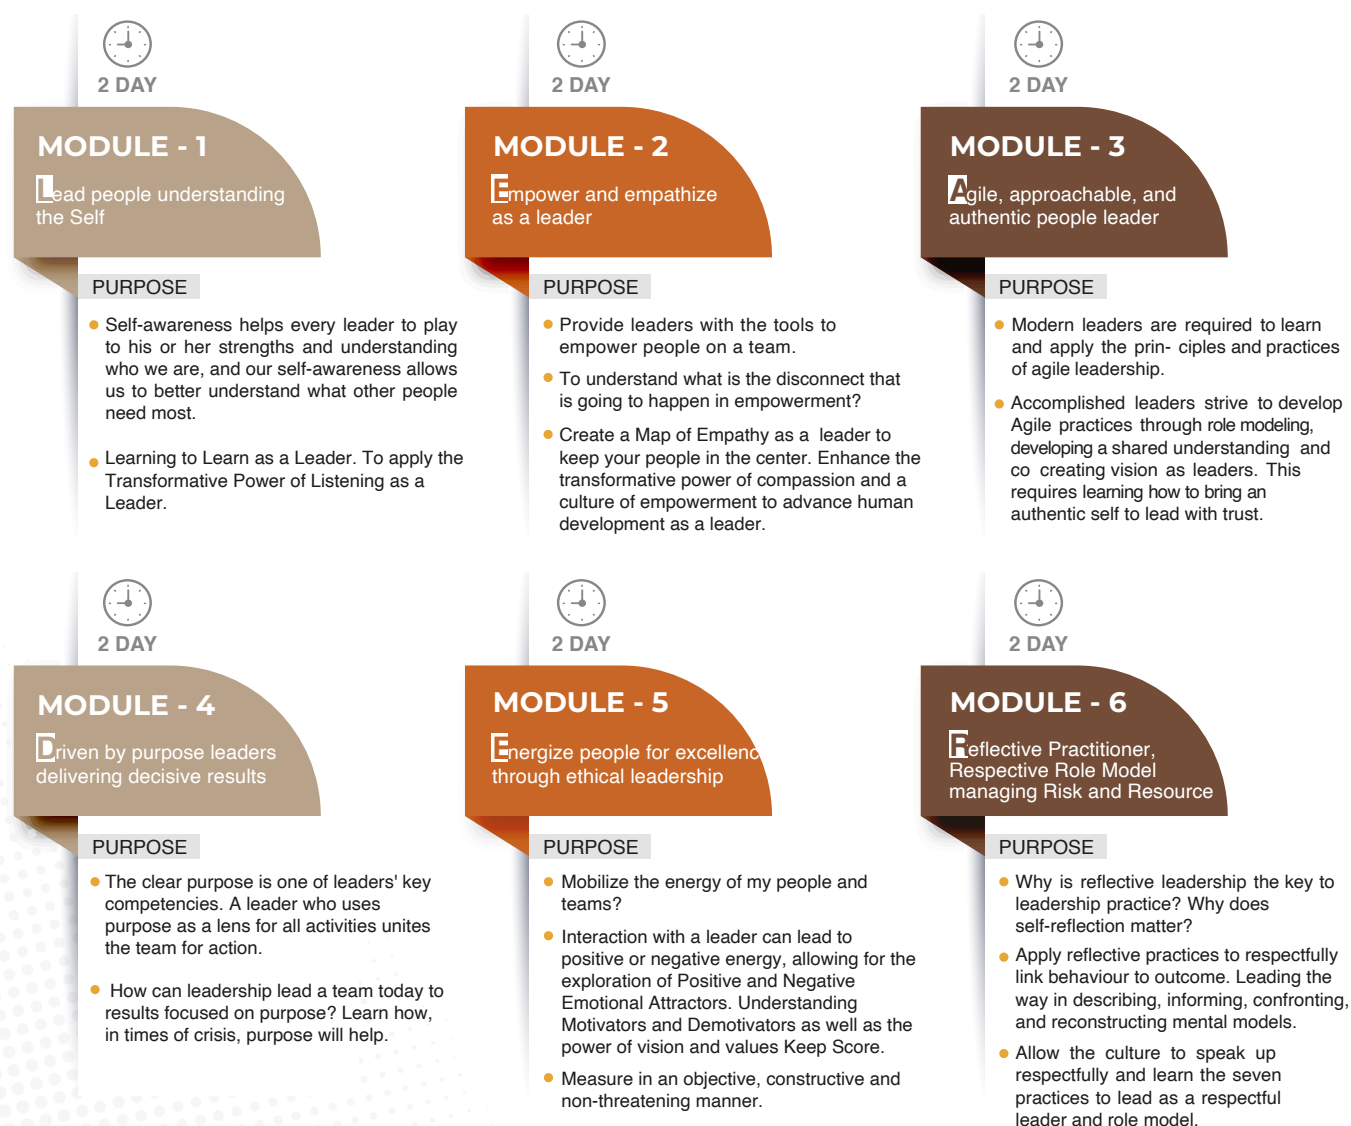 2 DAY
MODULE - 1
Lead people understanding
the Self
PURPOSE
Self-awareness helps every leader to play
to his or her strengths and understanding
who we are, and our self-awareness allows
us to better understand what other people
need most.
Learning to Learn as a Leader. To apply the
Transformative Power of Listening as a
Leader.
2 DAY
MODULE - 2
Empower and empathize
as a leader
PURPOSE
Provide leaders with the tools to
empower people on a team.
To understand what is the disconnect that
is going to happen in empowerment?
Create a Map of Empathy as a leader to
keep your people in the center. Enhance the
transformative power of compassion and a
culture of empowerment to advance human
development as a leader.
2 DAY
MODULE - 3
Agile, approachable, and
authentic people leader
PURPOSE
Modern leaders are required to learn
and apply the prin- ciples and practices
of agile leadership.
Accomplished leaders strive to develop
Agile practices through role modeling,
developing a shared understanding and
co creating vision as leaders. This
requires learning how to bring an
authentic self to lead with trust.
2 DAY
MODULE - 4
Driven by purpose leaders
delivering decisive results
PURPOSE
The clear purpose is one of leaders' key
competencies. A leader who uses
purpose as a lens for all activities unites
the team for action.
How can leadership lead a team today to
results focused on purpose? Learn how,
in times of crisis, purpose will help.
2 DAY
MODULE - 5
Energize people for excellenc
through ethical leadership
PURPOSE
Mobilize the energy of my people and
teams?
Interaction with a leader can lead to
positive or negative energy, allowing for the
exploration of Positive and Negative
Emotional Attractors. Understanding
Motivators and Demotivators as well as the
power of vision and values Keep Score.
Measure in an objective, constructive and
non-threatening manner.
2 DAY
MODULE - 6
Reflective Practitioner,
Respective Role Model
managing Risk and Resource
PURPOSE
Why is reflective leadership the key to
leadership practice? Why does
self-reflection matter?
Apply reflective practices to respectfully
link behaviour to outcome. Leading the
way in describing, informing, confronting,
and reconstructing mental models.
Allow the culture to speak up
respectfully and learn the seven
practices to lead as a respectful
leader and role model.